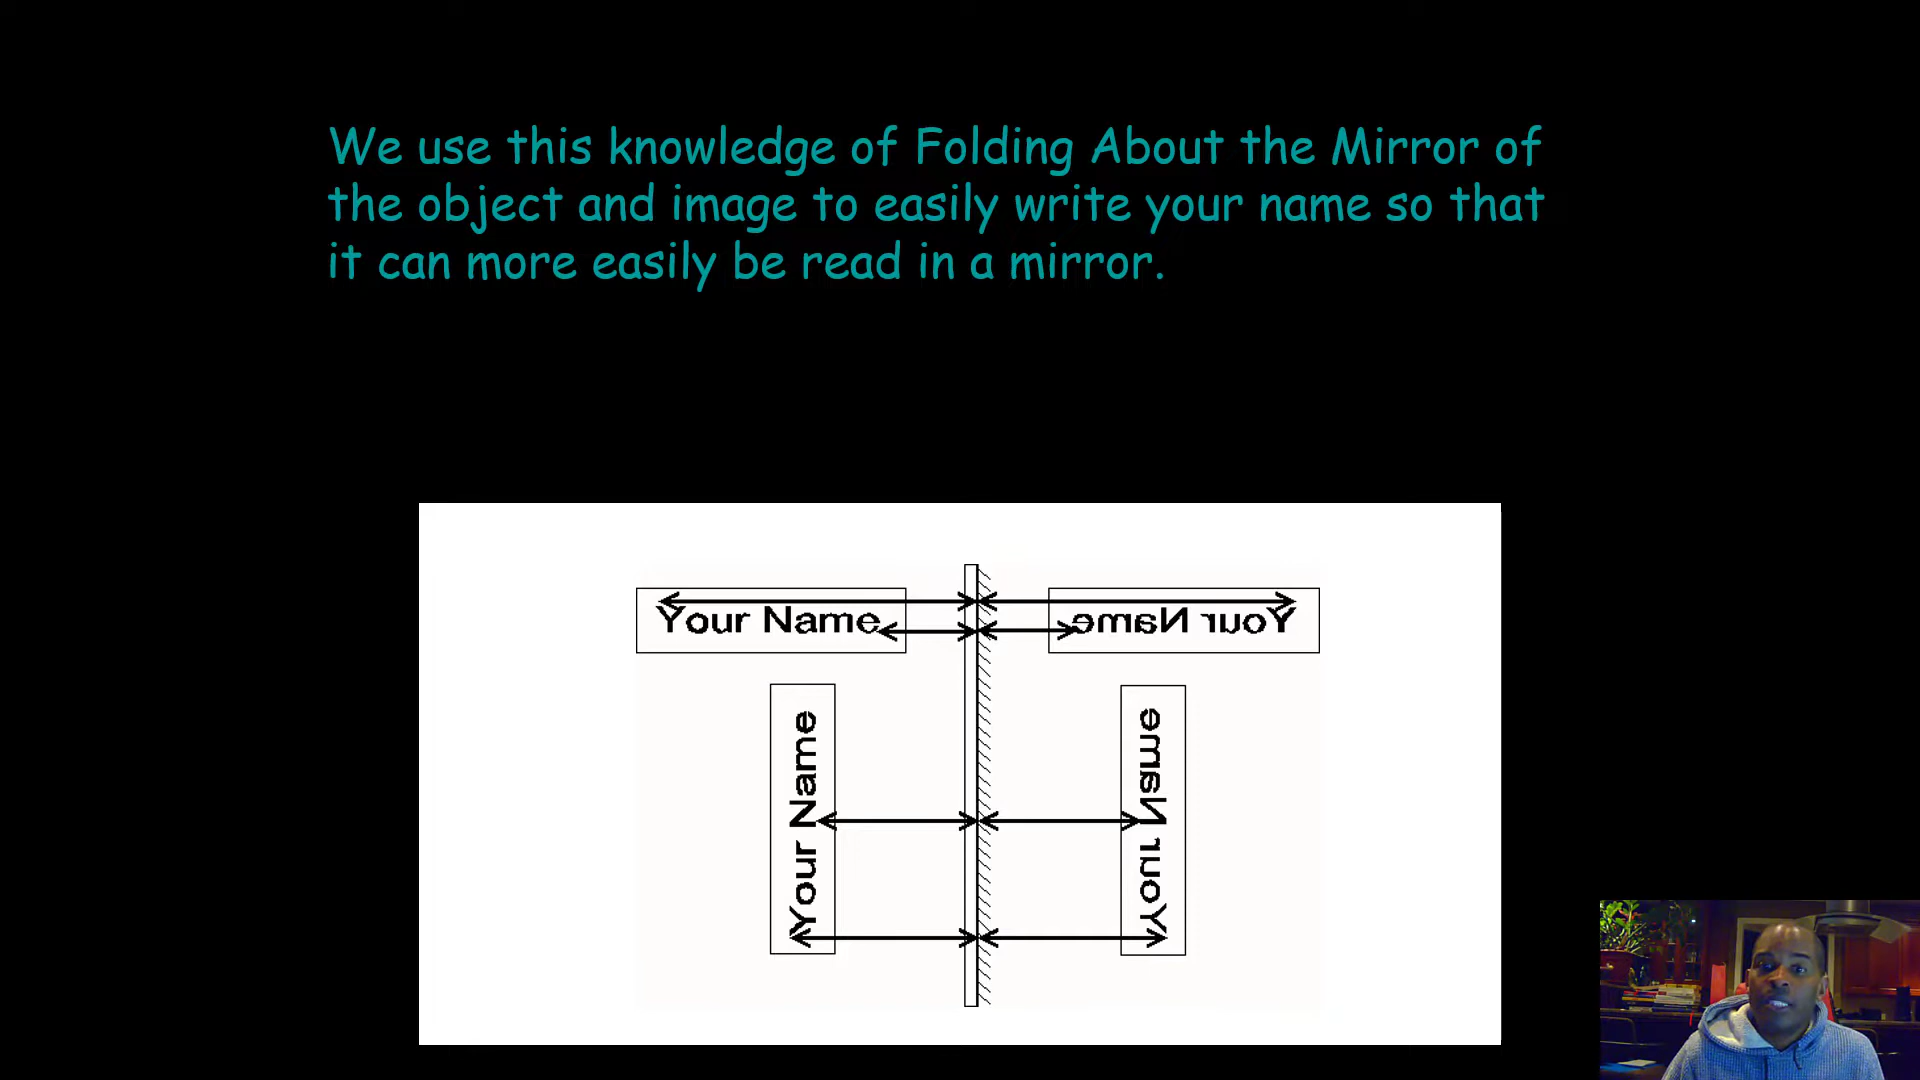 We use this knowledge of Folding About the Mirror of
the object and image to easily write your name so that
it can more easily be read in a mirror.
Your Name
Your Name
Your Name
Your Name